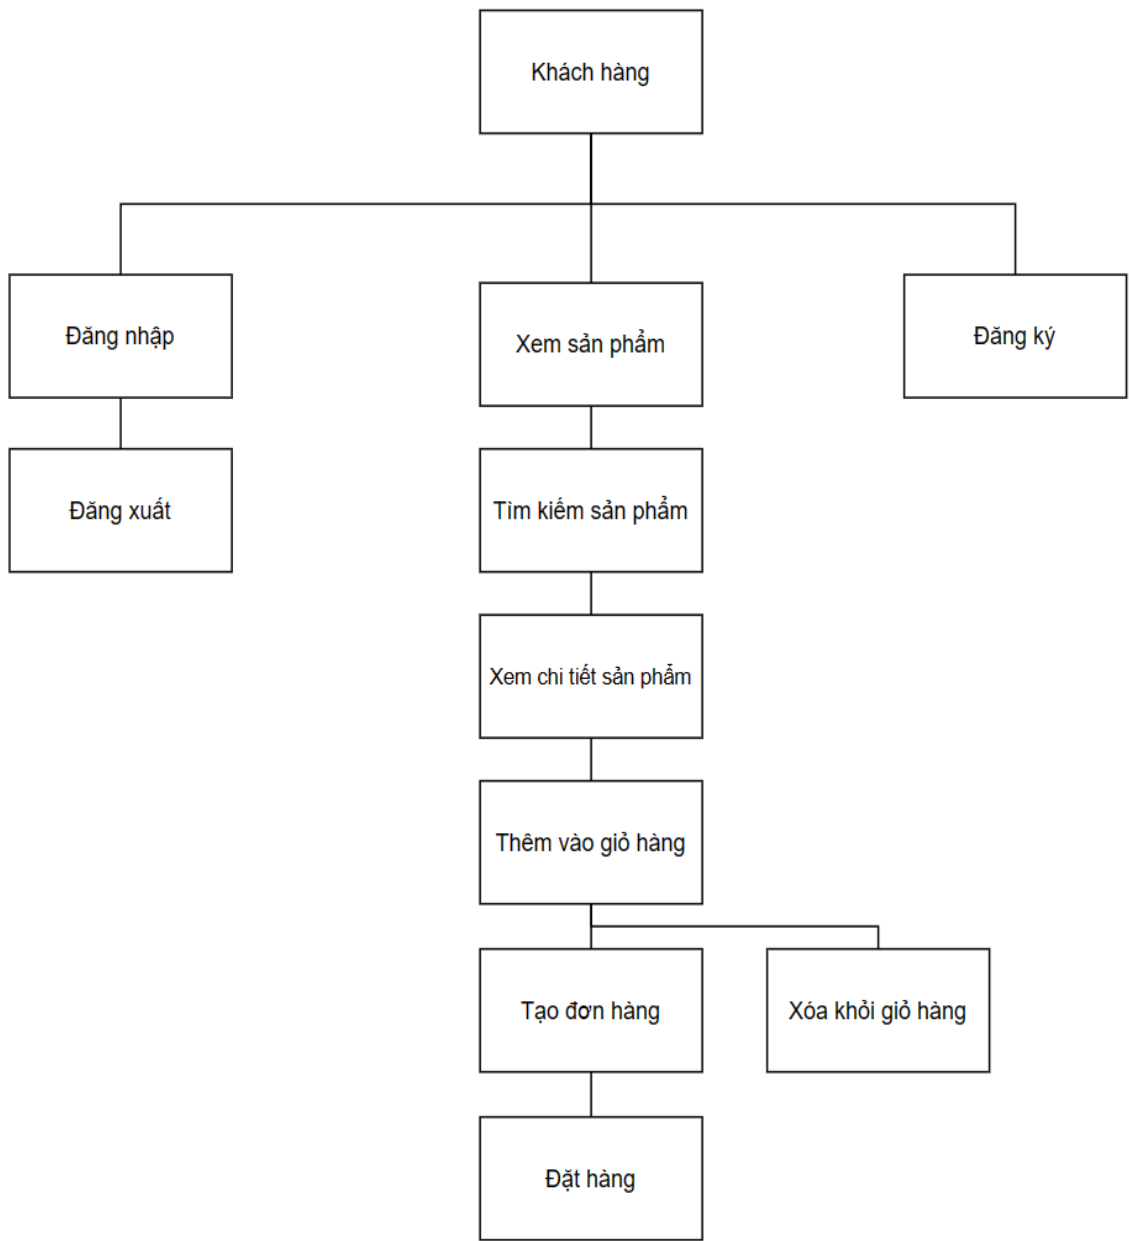 Khách hàng
Đăng nhập
Xem sản phẩm
Đăng ký
Đăng xuất
Tìm kiếm sản phẩm
Xem chi tiết sản phẩm
Thêm vào giỏ hàng
Tạo đơn hàng
Xóa khỏi giỏ hàng
Đặt hàng